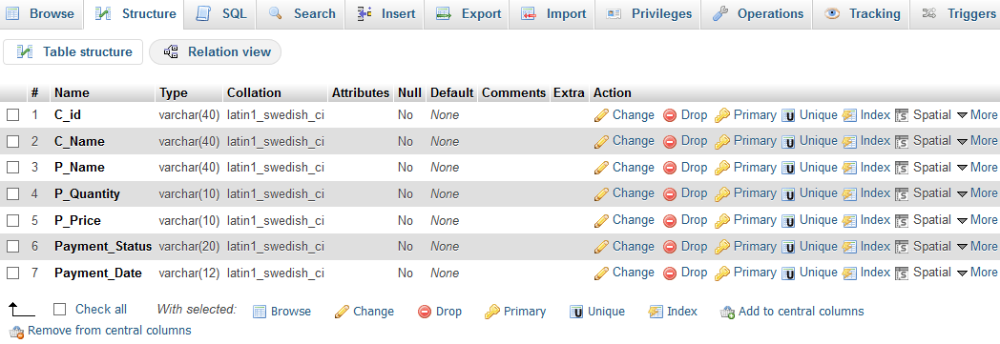 Browse Structure SQL Search Insert Export Import Privileges Operations Tracking Triggers
Table structure Relation view
# Name Type Collation Attributes Null Default Comments Extra Action
1 C_id varchar(40) latin1_swedish_ci No None Change Drop Primary Unique Index Spatial More
2 C_Name varchar(40) latin1_swedish_ci No None Change Drop Primary Unique Index Spatial More
3 P_Name varchar(40) latin1_swedish_ci No None Change Drop Primary Unique Index Spatial More
4 P_Quantity varchar(10) latin1_swedish_ci No None Change Drop Primary Unique Index Spatial More
5 P_Price varchar(10) latin1_swedish_ci No None Change Drop Primary Unique Index Spatial More
6 Payment_Status varchar(20) latin1_swedish_ci No None Change Drop Primary Unique Index Spatial More
7 Payment_Date varchar(12) latin1_swedish_ci No None Change Drop Primary Unique Index Spatial More
Check all With selected: Browse Change Drop Primary Unique Index Add to central columns
Remove from central columns